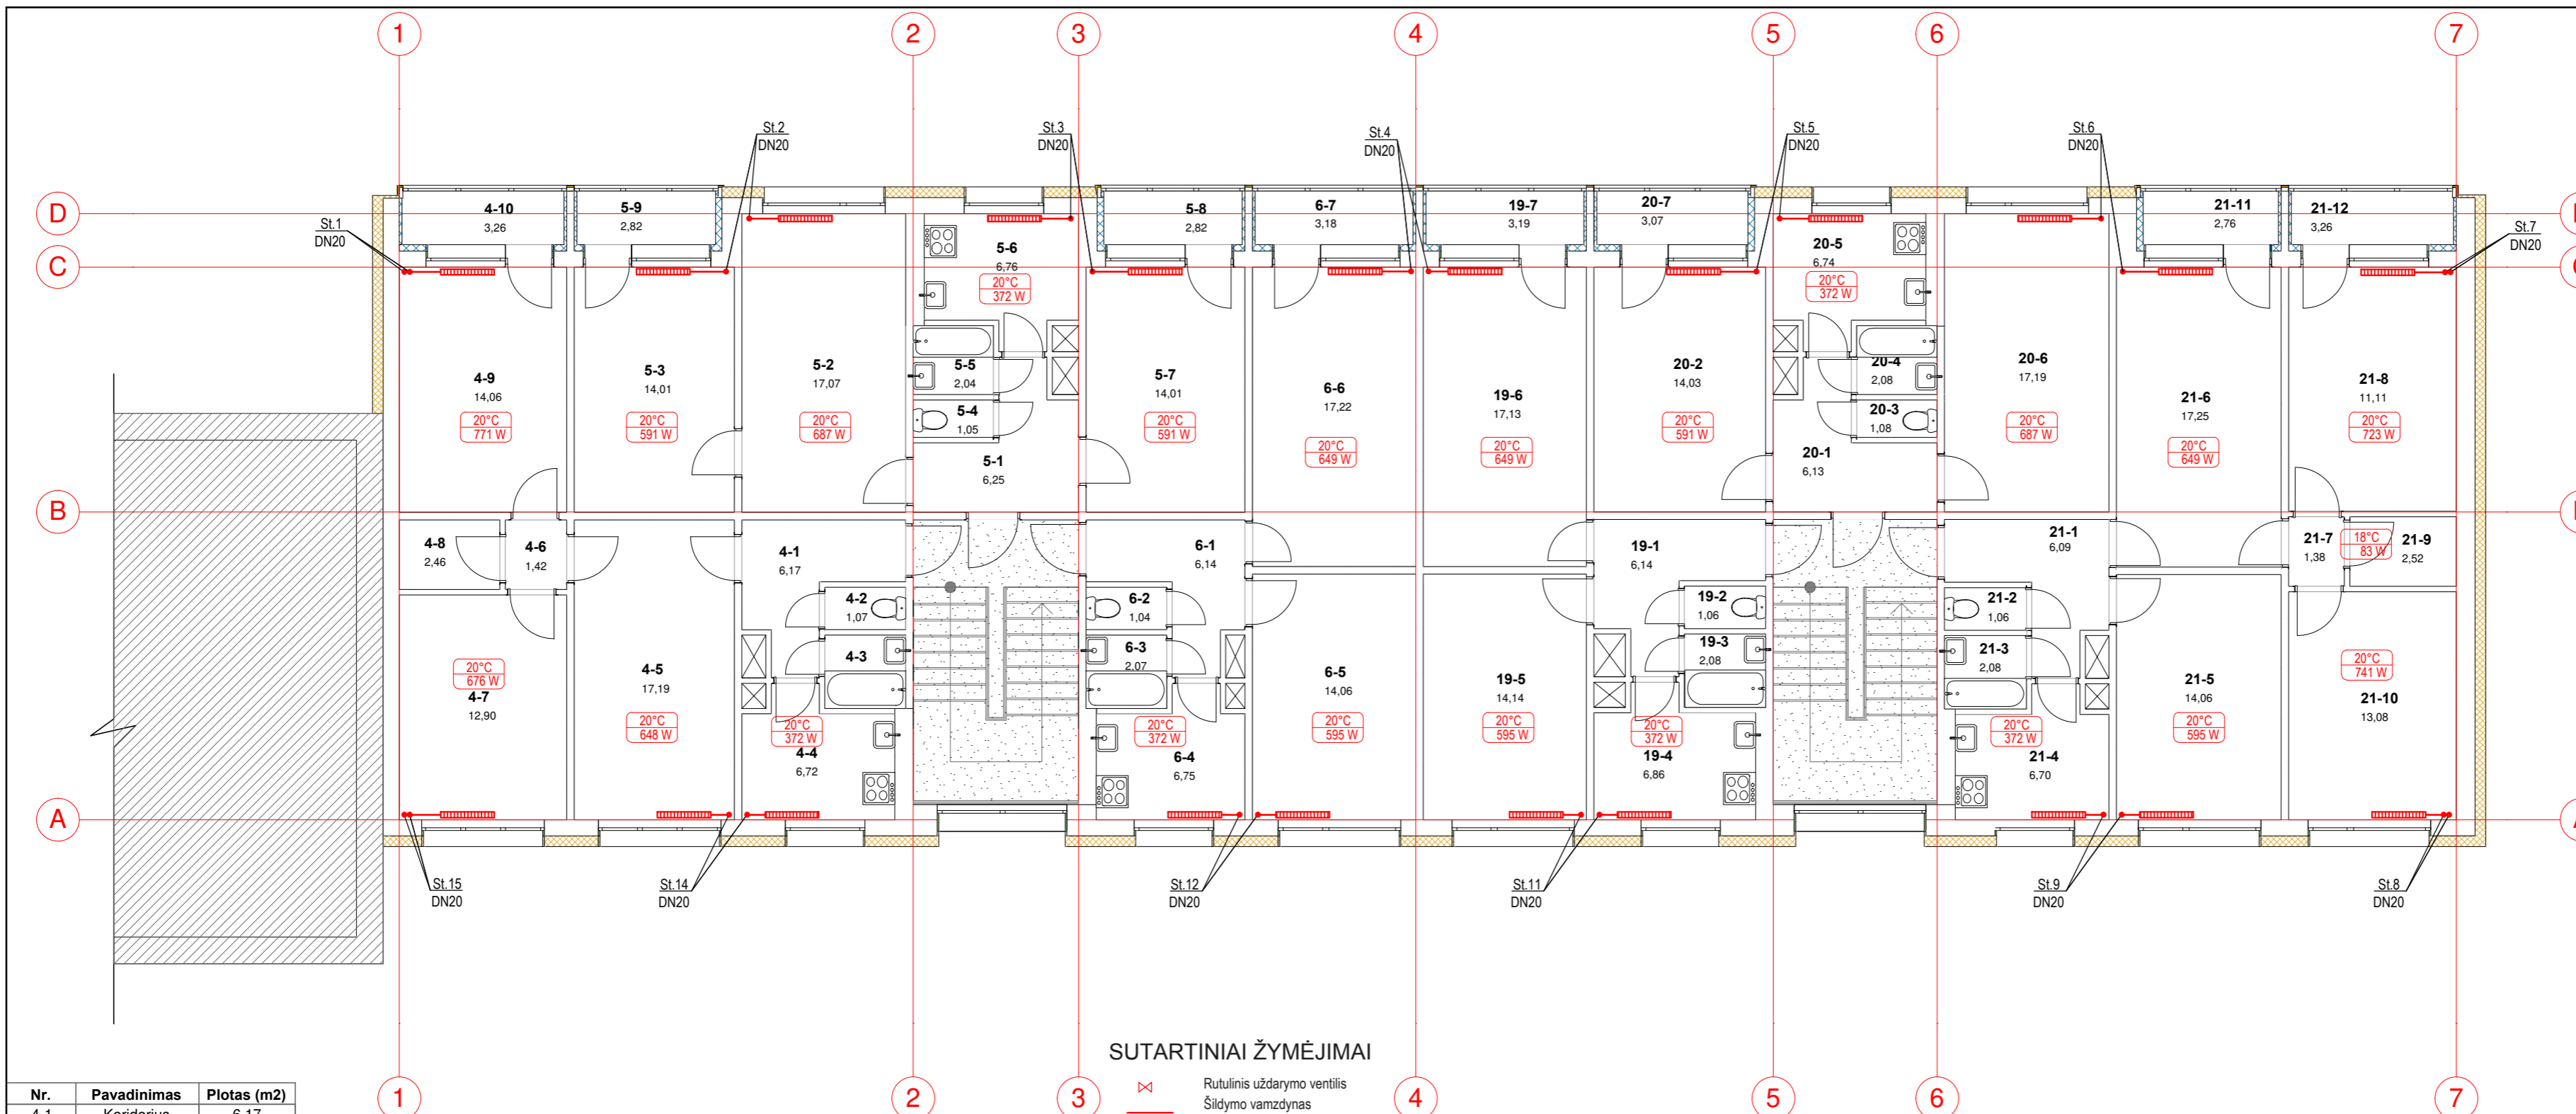 1
2
3
4
5
6
7
St.2
DN20
St.3
DN20
St.4
DN20
St.5
DN20
St.6
DN20
St.1
DN20
St.7
DN20
D
C
B
A
4-10
3,26
5-9
2,82
5-6
6,76
20°C
372 W
5-8
2,82
6-7
3,18
19-7
3,19
20-7
3,07
20-5
6,74
20°C
372 W
21-11
2,76
21-12
3,26
4-9
14,06
20°C
771 W
5-3
14,01
20°C
591 W
5-2
17,07
20°C
687 W
5-5
2,04
5-4
1,05
5-1
6,25
5-7
14,01
20°C
591 W
6-6
17,22
20°C
649 W
19-6
17,13
20°C
649 W
20-2
14,03
20°C
591 W
20-4
2,08
20-3
1,08
20-1
6,13
20-6
17,19
20°C
687 W
21-6
17,25
20°C
649 W
21-8
11,11
20°C
723 W
4-8
2,46
4-6
1,42
4-1
6,17
4-2
1,07
4-3
6-1
6,14
6-2
1,04
6-3
2,07
19-1
6,14
19-2
1,06
19-3
2,08
21-1
6,09
21-2
1,06
21-3
2,08
21-7
1,38
18°C
83 W
21-9
2,52
20°C
676 W
4-7
12,90
4-5
17,19
20°C
648 W
20°C
372 W
4-4
6,72
20°C
372 W
6-4
6,75
6-5
14,06
20°C
595 W
19-5
14,14
20°C
595 W
20°C
372 W
19-4
6,86
20°C
372 W
21-4
6,70
21-5
14,06
20°C
595 W
20°C
741 W
21-10
13,08
St.15
DN20
St.14
DN20
St.12
DN20
St.11
DN20
St.9
DN20
St.8
DN20
SUTARTINIAI ŽYMĖJIMAI
Rutulinis uždarymo ventilis
Šildymo vamzdynas
1
2
3
4
5
6
7
Nr. Pavadinimas Plotas (m2)
4-1 Koridorius 6,17